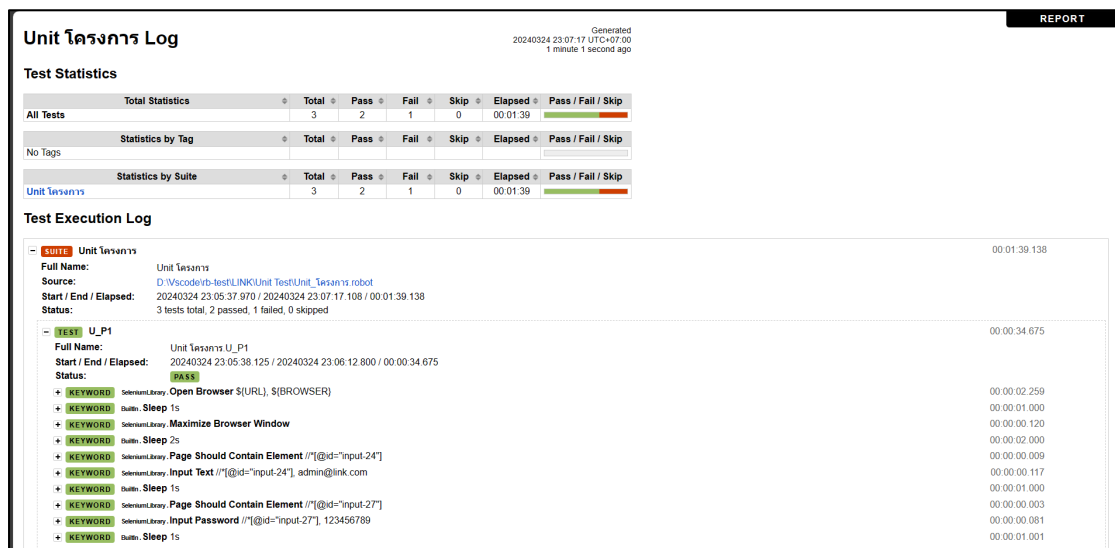 REPORT
Unit โครงการ Log
Generated
20240324 23:07:17 UTC+07:00
1 minute 1 second ago
Test Statistics
Total Statistics Total Pass Fail Skip Elapsed Pass / Fail / Skip
All Tests 3 2 1 0 00:01:39
Statistics by Tag Total Pass Fail Skip Elapsed Pass / Fail / Skip
No Tags
Statistics by Suite Total Pass Fail Skip Elapsed Pass / Fail / Skip
Unit โครงการ 3 2 1 0 00:01:39
Test Execution Log
SUITE Unit โครงการ 00:01:39.138
Full Name: Unit โครงการ
Source: D:\Vscode\rb-test\LINK\Unit Test\Unit_โครงการ.robot
Start / End / Elapsed: 20240324 23:05:37.970 / 20240324 23:07:17.108 / 00:01:39.138
Status: 3 tests total, 2 passed, 1 failed, 0 skipped
TEST U_P1 00:00:34.675
Full Name: Unit โครงการ.U_P1
Start / End / Elapsed: 20240324 23:05:38.125 / 20240324 23:06:12.800 / 00:00:34.675
Status: PASS
KEYWORD SeleniumLibrary.Open Browser ${URL}, ${BROWSER} 00:00:02.259
KEYWORD BuiltIn.Sleep 1s 00:00:01.000
KEYWORD SeleniumLibrary.Maximize Browser Window 00:00:00.120
KEYWORD BuiltIn.Sleep 2s 00:00:02.000
KEYWORD SeleniumLibrary.Page Should Contain Element //*[@id="input-24"] 00:00:00.009
KEYWORD SeleniumLibrary.Input Text //*[@id="input-24"], admin@link.com 00:00:00.117
KEYWORD BuiltIn.Sleep 1s 00:00:01.000
KEYWORD SeleniumLibrary.Page Should Contain Element //*[@id="input-27"] 00:00:00.003
KEYWORD SeleniumLibrary.Input Password //*[@id="input-27"], 123456789 00:00:00.081
KEYWORD BuiltIn.Sleep 1s 00:00:01.001